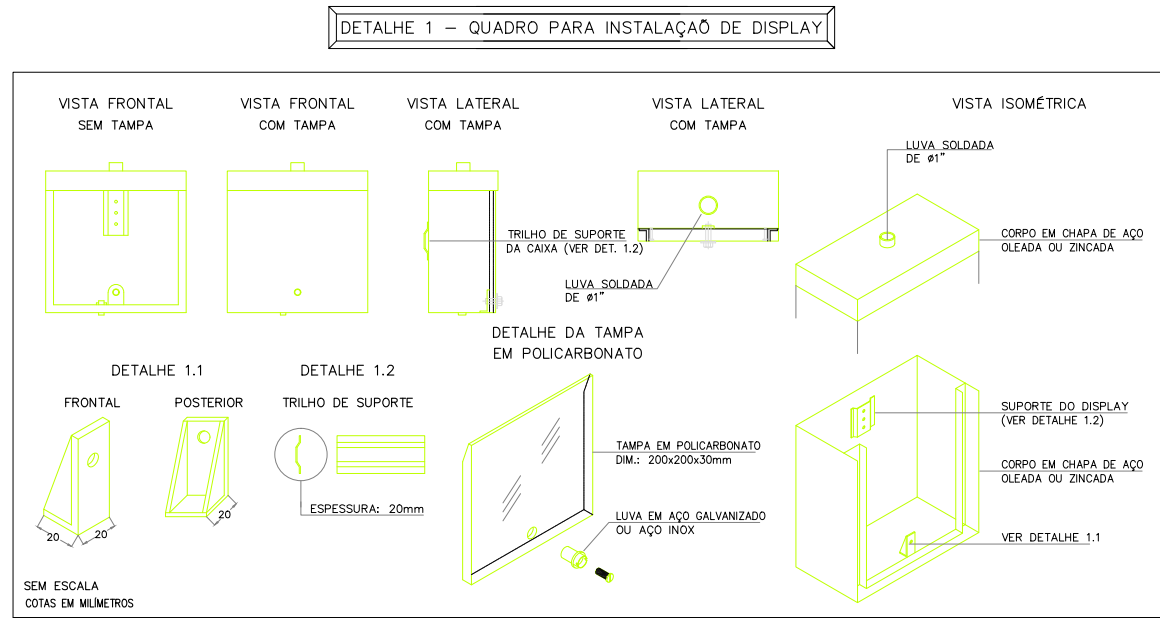 DETALHE 1 – QUADRO PARA INSTALAÇAÕ DE DISPLAY
VISTA FRONTAL
SEM TAMPA
VISTA FRONTAL
COM TAMPA
VISTA LATERAL
COM TAMPA
VISTA LATERAL
COM TAMPA
VISTA ISOMÉTRICA
LUVA SOLDADA
DE ø1"
TRILHO DE SUPORTE
DA CAIXA (VER DET. 1.2)
CORPO EM CHAPA DE AÇO
OLEADA OU ZINCADA
LUVA SOLDADA
DE ø1"
DETALHE DA TAMPA
EM POLICARBONATO
DETALHE 1.1
DETALHE 1.2
FRONTAL
POSTERIOR
TRILHO DE SUPORTE
SUPORTE DO DISPLAY
(VER DETALHE 1.2)
TAMPA EM POLICARBONATO
DIM.: 200x200x30mm
CORPO EM CHAPA DE AÇO
OLEADA OU ZINCADA
ESPESSURA: 20mm
20
20
20
LUVA EM AÇO GALVANIZADO
OU AÇO INOX
VER DETALHE 1.1
SEM ESCALA
COTAS EM MILÍMETROS